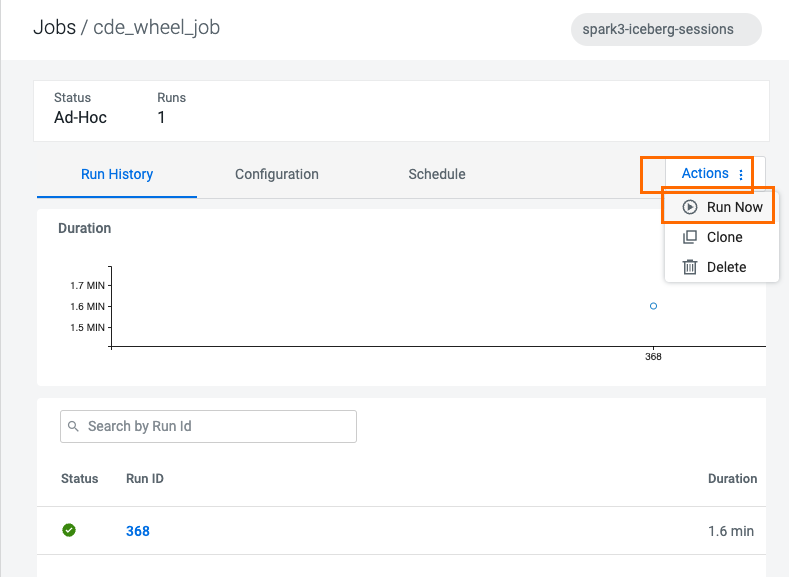 Jobs / cde_wheel_job
spark3-iceberg-sessions
Status Runs
Ad-Hoc 1
Run History Configuration Schedule Actions
Run Now
Clone
Delete
Duration
1.7 MIN
1.6 MIN
1.5 MIN
368
Search by Run Id
Status Run ID Duration
368 1.6 min